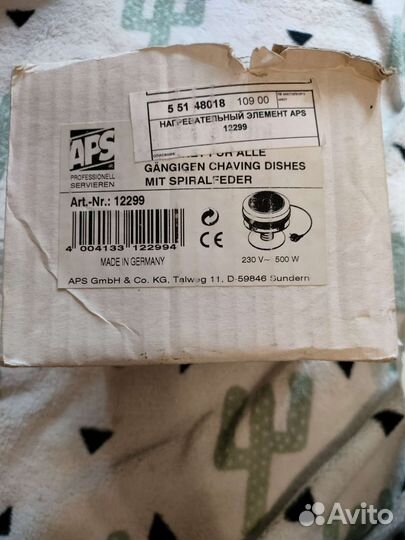 5 51 48018 109 00
НАГРЕВАТЕЛЬНЫЙ ЭЛЕМЕНТ APS
12299
APS
PROFESSIONELL
SERVIEREN
FÜR ALLE
GÄNGIGEN CHAVING DISHES
MIT SPIRALFEDER
Art.-Nr.: 12299
4 004133 122994
MADE IN GERMANY
CE
230 V~ 500 W
APS GmbH & Co. KG, Talweg 11, D-59846 Sundern
Avito